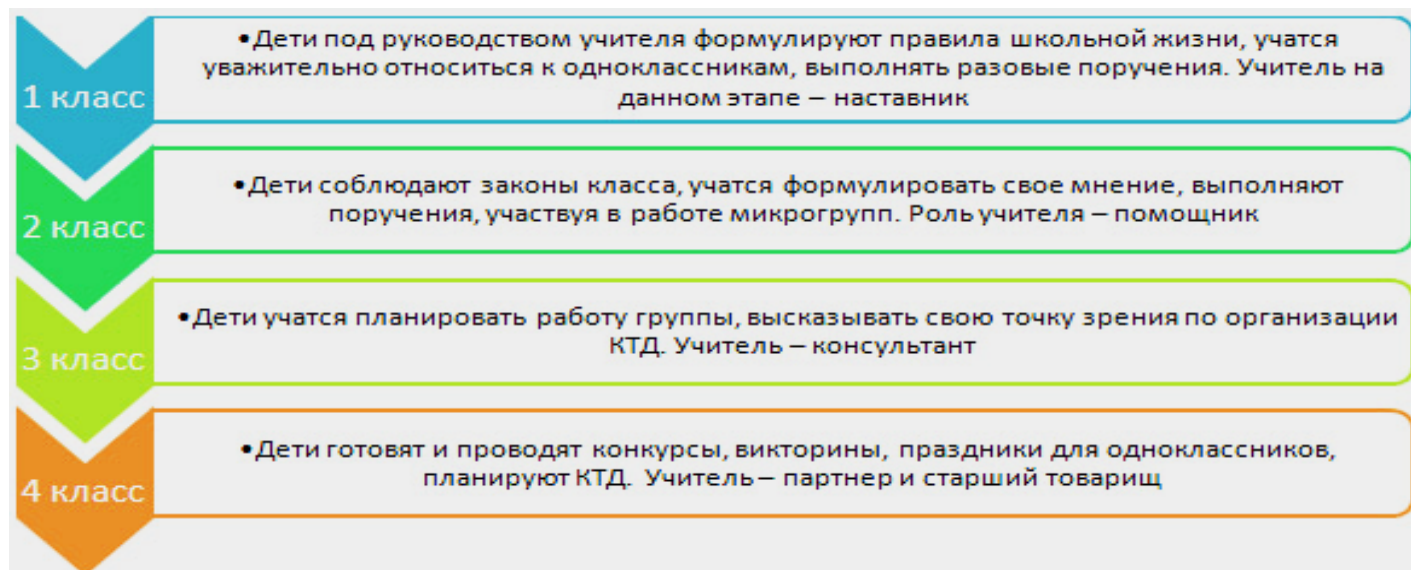 •Дети под руководством учителя формулируют правила школьной жизни, учатся
уважительно относиться к одноклассникам, выполнять разовые поручения. Учитель на
данном этапе – наставник
1 класс
•Дети соблюдают законы класса, учатся формулировать свое мнение, выполняют
поручения, участвуя в работе микрогрупп. Роль учителя – помощник
2 класс
•Дети учатся планировать работу группы, высказывать свою точку зрения по организации
КТД. Учитель – консультант
3 класс
•Дети готовят и проводят конкурсы, викторины, праздники для одноклассников,
планируют КТД. Учитель – партнер и старший товарищ
4 класс